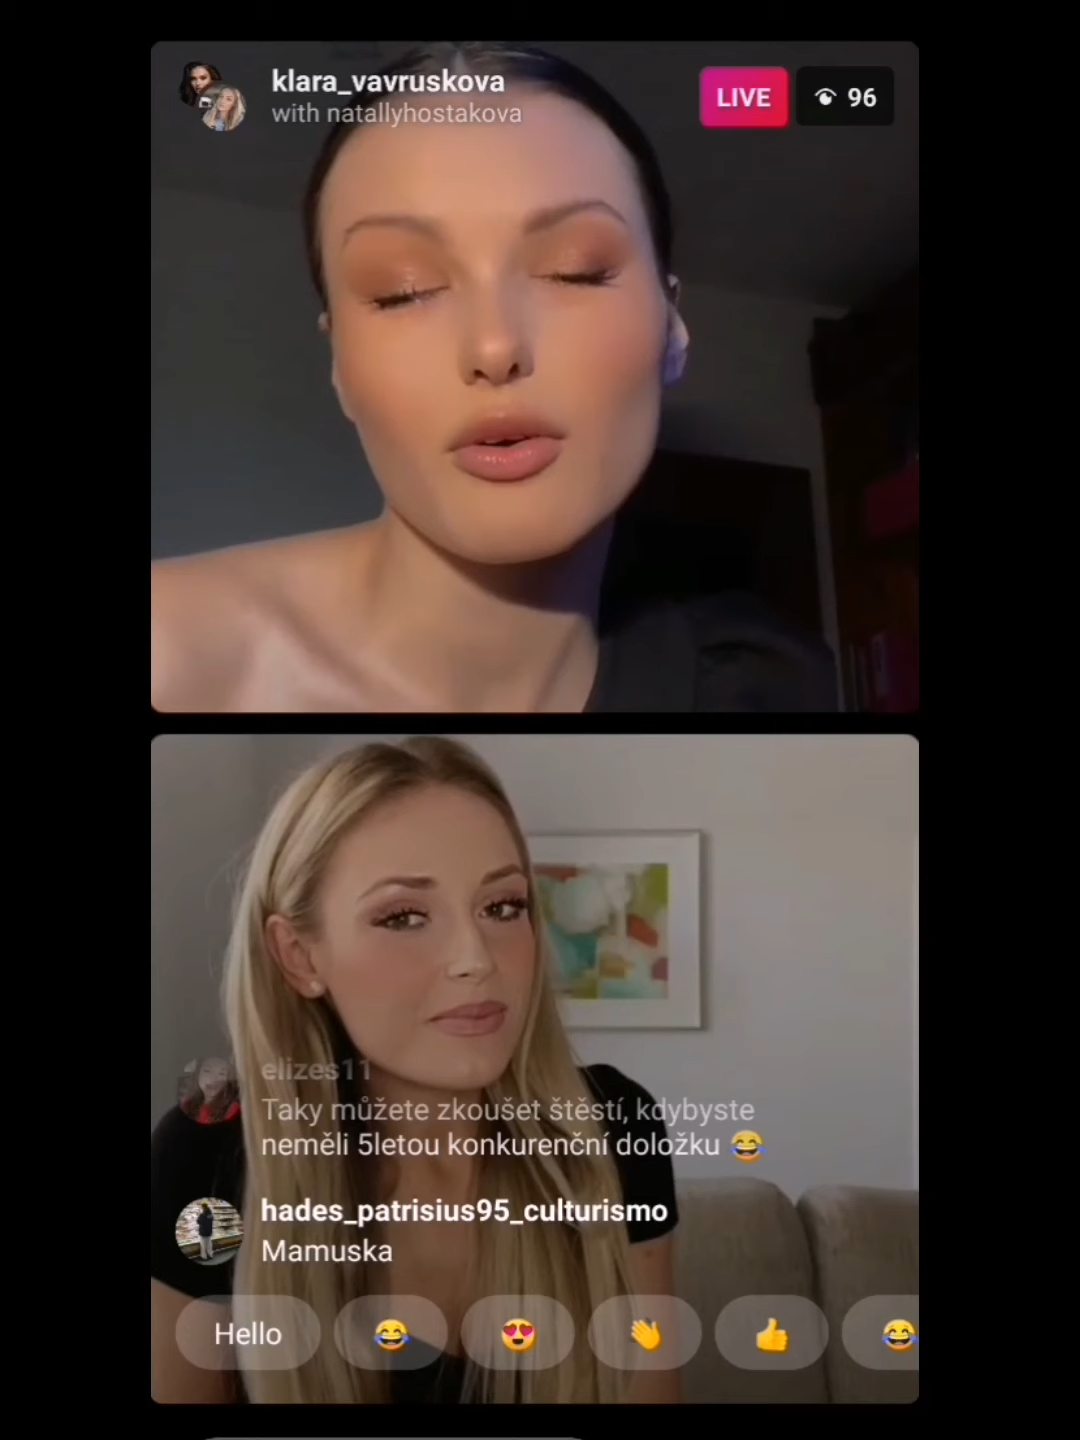 klara_vavruskova
with natallyhostakova
LIVE
96
elizes11
Taky můžete zkoušet štěstí, kdybyste
neměli 5letou konkurenční doložku 😂
hades_patrisius95_culturismo
Mamuska
Hello